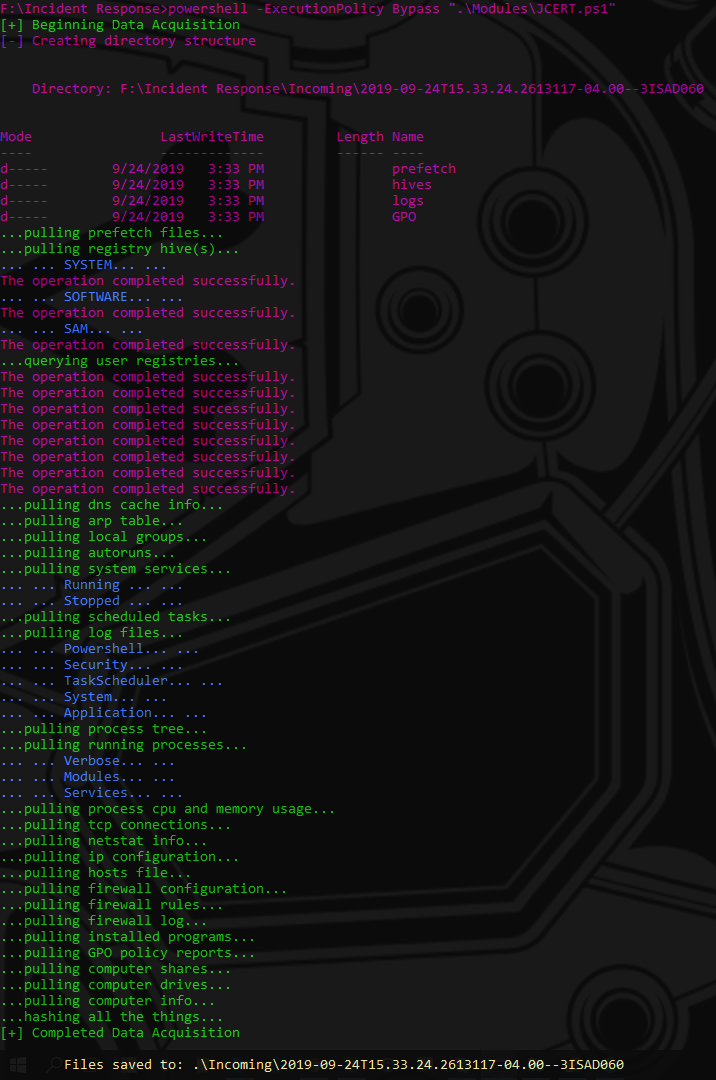 F:\Incident Response>powershell -ExecutionPolicy Bypass ".\Modules\JCERT.ps1"
[+] Beginning Data Acquisition
[-] Creating directory structure
Directory: F:\Incident Response\Incoming\2019-09-24T15.33.24.2613117-04.00--3ISAD060
Mode LastWriteTime Length Name
---- ------------- ------ ----
d----- 9/24/2019 3:33 PM prefetch
d----- 9/24/2019 3:33 PM hives
d----- 9/24/2019 3:33 PM logs
d----- 9/24/2019 3:33 PM GPO
...pulling prefetch files...
...pulling registry hive(s)...
... ... SYSTEM... ...
The operation completed successfully.
... ... SOFTWARE... ...
The operation completed successfully.
... ... SAM... ...
The operation completed successfully.
...querying user registries...
The operation completed successfully.
The operation completed successfully.
The operation completed successfully.
The operation completed successfully.
The operation completed successfully.
The operation completed successfully.
The operation completed successfully.
The operation completed successfully.
...pulling dns cache info...
...pulling arp table...
...pulling local groups...
...pulling autoruns...
...pulling system services...
... ... Running ... ...
... ... Stopped ... ...
...pulling scheduled tasks...
...pulling log files...
... ... Powershell... ...
... ... Security... ...
... ... TaskScheduler... ...
... ... System... ...
... ... Application... ...
...pulling process tree...
...pulling running processes...
... ... Verbose... ...
... ... Modules... ...
... ... Services... ...
...pulling process cpu and memory usage...
...pulling tcp connections...
...pulling netstat info...
...pulling ip configuration...
...pulling hosts file...
...pulling firewall configuration...
...pulling firewall rules...
...pulling firewall log...
...pulling installed programs...
...pulling GPO policy reports...
...pulling computer shares...
...pulling computer drives...
...pulling computer info...
...hashing all the things...
[+] Completed Data Acquisition
Files saved to: .\Incoming\2019-09-24T15.33.24.2613117-04.00--3ISAD060